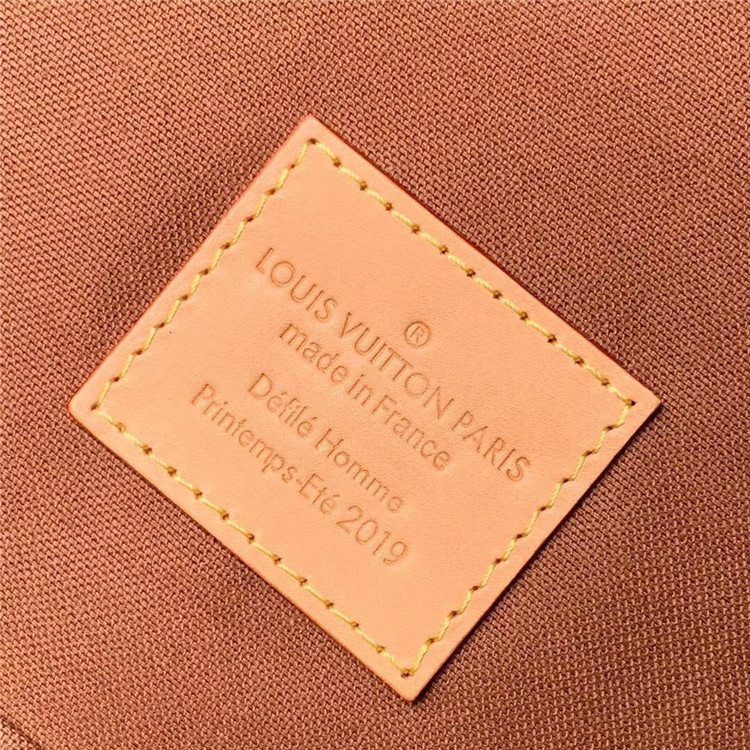 ®
LOUIS VUITTON PARIS
made in France
Défilé Homme
Printemps-Eté 2019